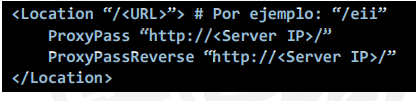 <Location “/<URL>”> # Por ejemplo: “/eii”
ProxyPass “http://<Server IP>/”
ProxyPassReverse “http://<Server IP>/”
</Location>